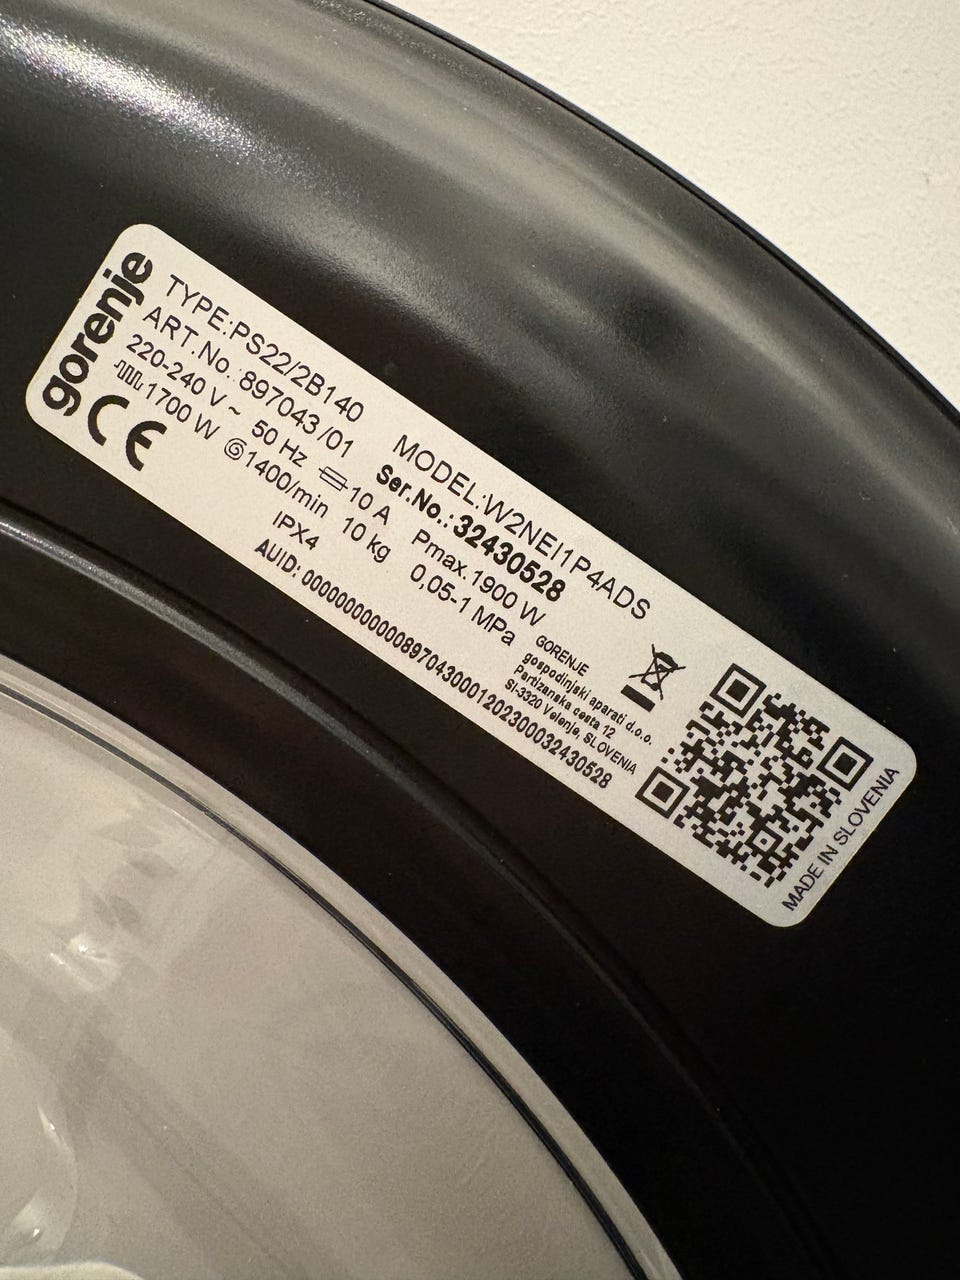 gorenje
TYPE:PS22/2B140 MODEL:W2NEI1P4ADS
ART.No. 897043 /01 Ser.No.:32430528
220-240 V ~ 50 Hz 10 A Pmax.1900 W
1700 W 1400/min 10 kg 0,05-1 MPa
CE
IPX4
AUID: 0000000000008970430001202300032430528
GORENJE
gospodinjski aparati d.o.o.
Partizanska cesta 12
SI-3320 Velenje, SLOVENIA
MADE IN SLOVENIA